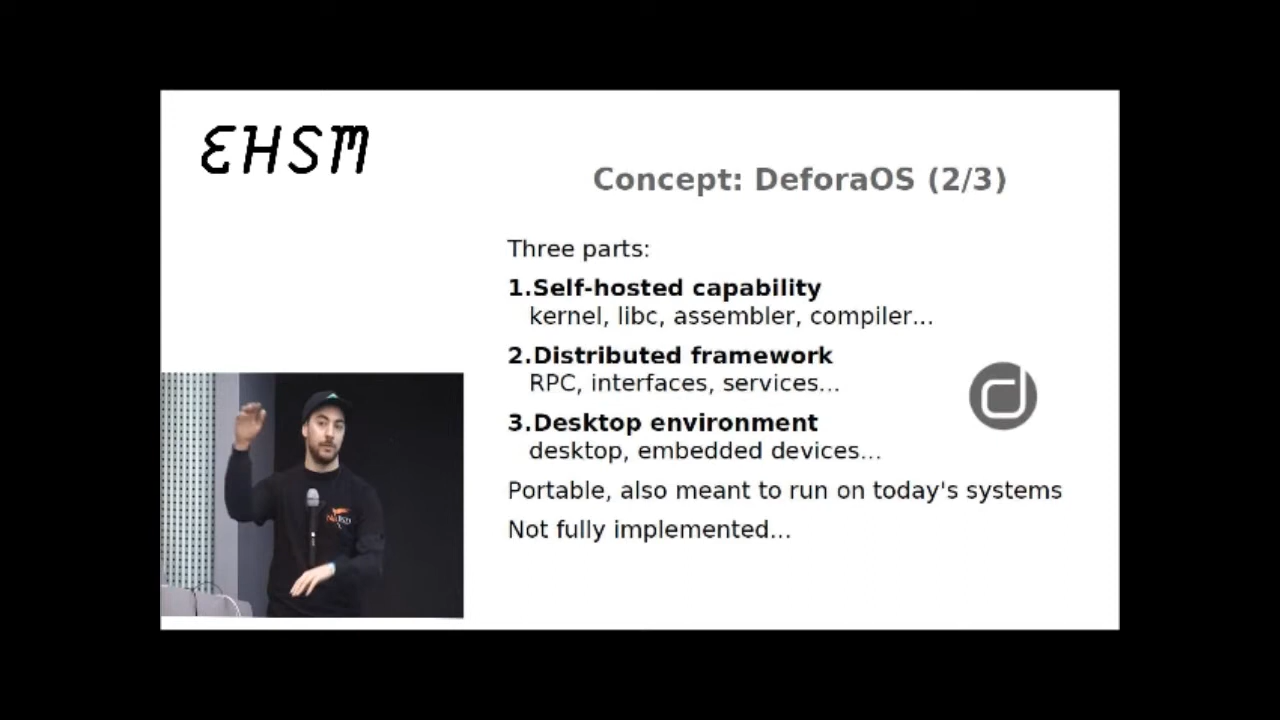 EHSM
Concept: DeforaOS (2/3)
Three parts:
1.Self-hosted capability
kernel, libc, assembler, compiler...
2.Distributed framework
RPC, interfaces, services...
3.Desktop environment
desktop, embedded devices...
Portable, also meant to run on today's systems
Not fully implemented...